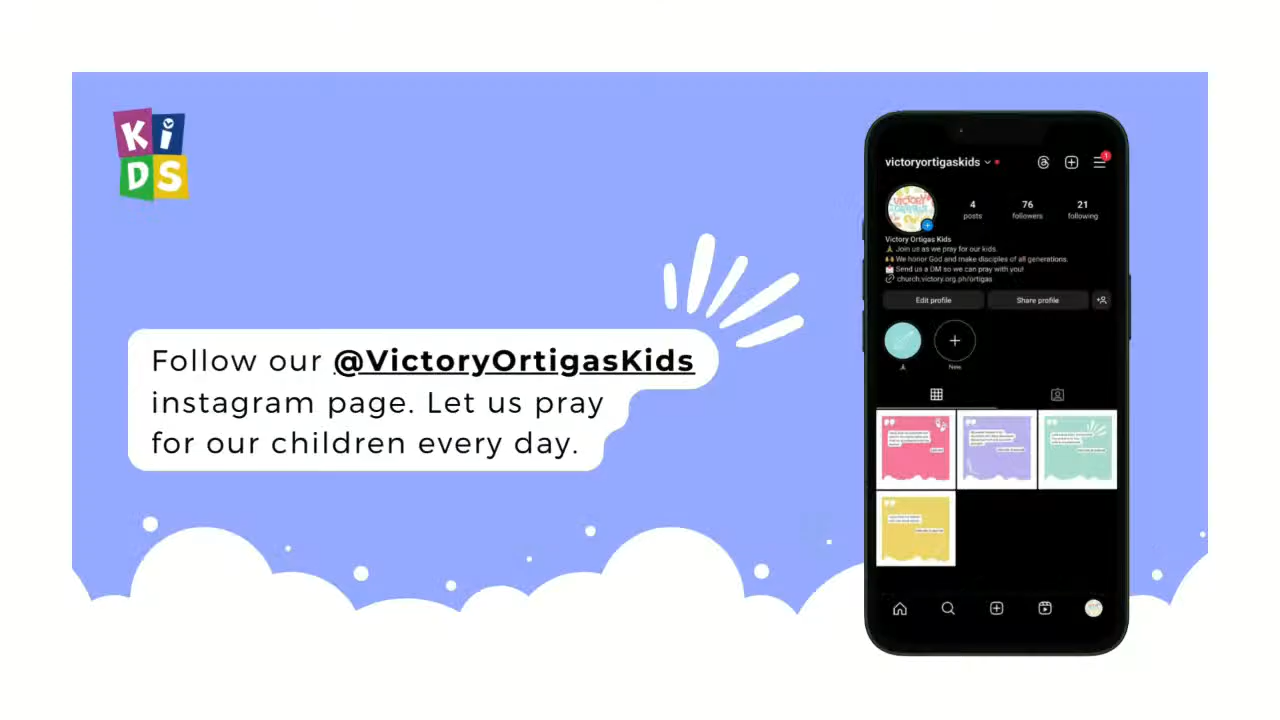 KiDS
Follow our @VictoryOrtigasKids
instagram page. Let us pray
for our children every day.
victoryortigaskids
1
4 76 21
posts followers following
Victory Ortigas Kids
Join us as we pray for our kids.
We honor God and make disciples of all generations.
Send us a DM so we can pray with you!
church.victory.org.ph/ortigas
Edit profile Share profile
New